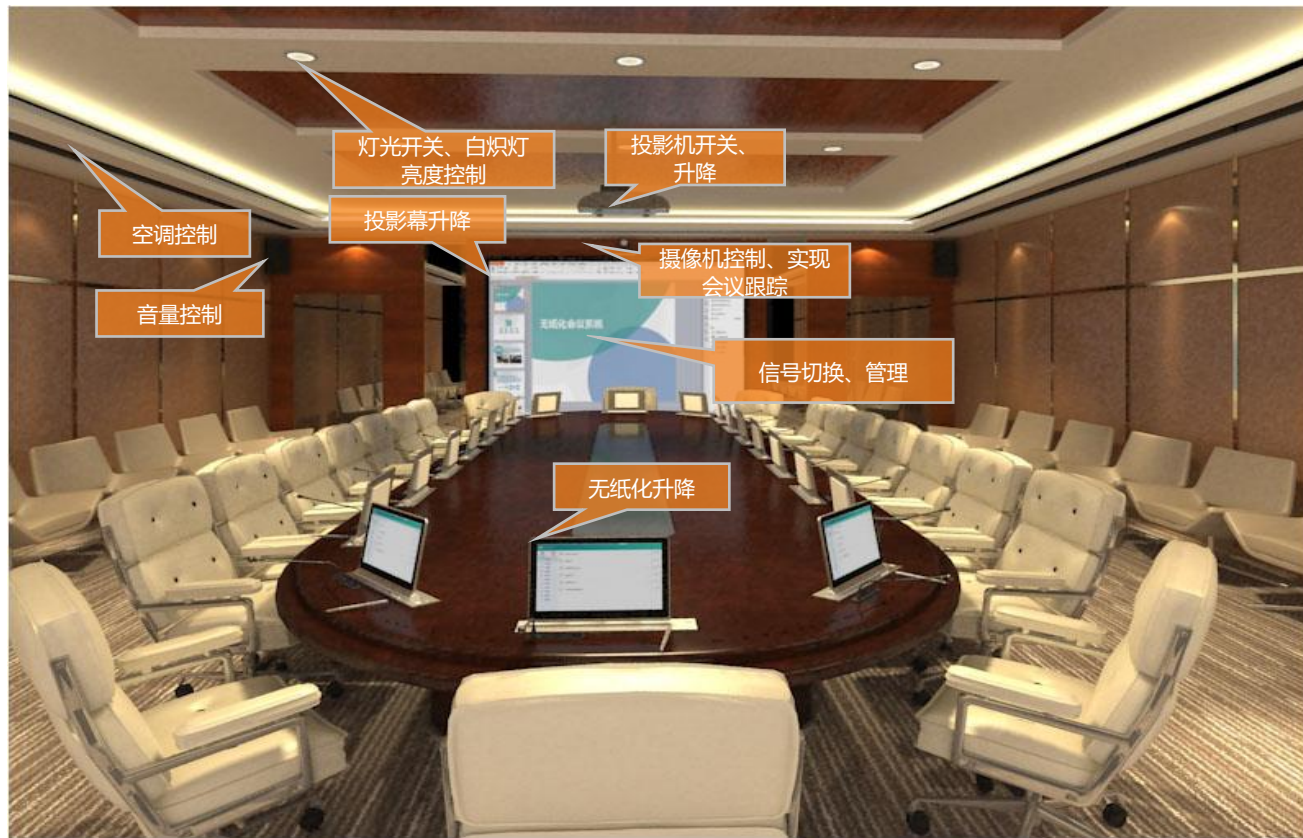 灯光开关、白炽灯
亮度控制
投影机开关、
升降
投影幕升降
空调控制
摄像机控制、实现
会议跟踪
音量控制
无纸化会议系统
信号切换、管理
无纸化升降